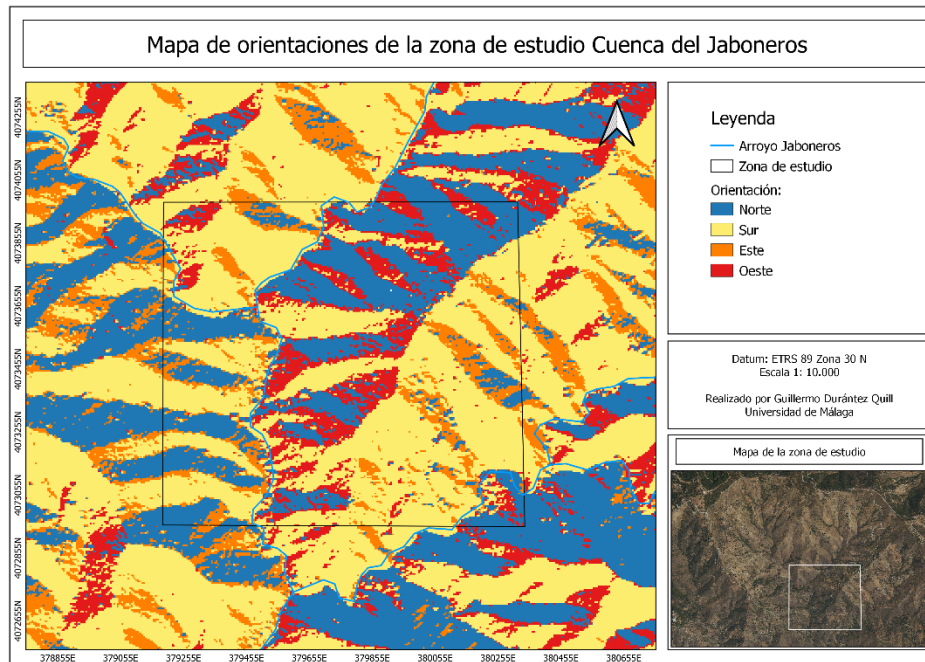 Mapa de orientaciones de la zona de estudio Cuenca del Jaboneros
4074255N
4074055N
4073855N
4073655N
4073455N
4073255N
4073055N
4072855N
4072655N
378855E
379055E
379255E
379455E
379655E
379855E
380055E
380255E
380455E
380655E
Leyenda
Arroyo Jaboneros
Zona de estudio
Orientación:
Norte
Sur
Este
Oeste
Datum: ETRS 89 Zona 30 N
Escala 1: 10.000
Realizado por Guillermo Durántez Quill
Universidad de Málaga
Mapa de la zona de estudio